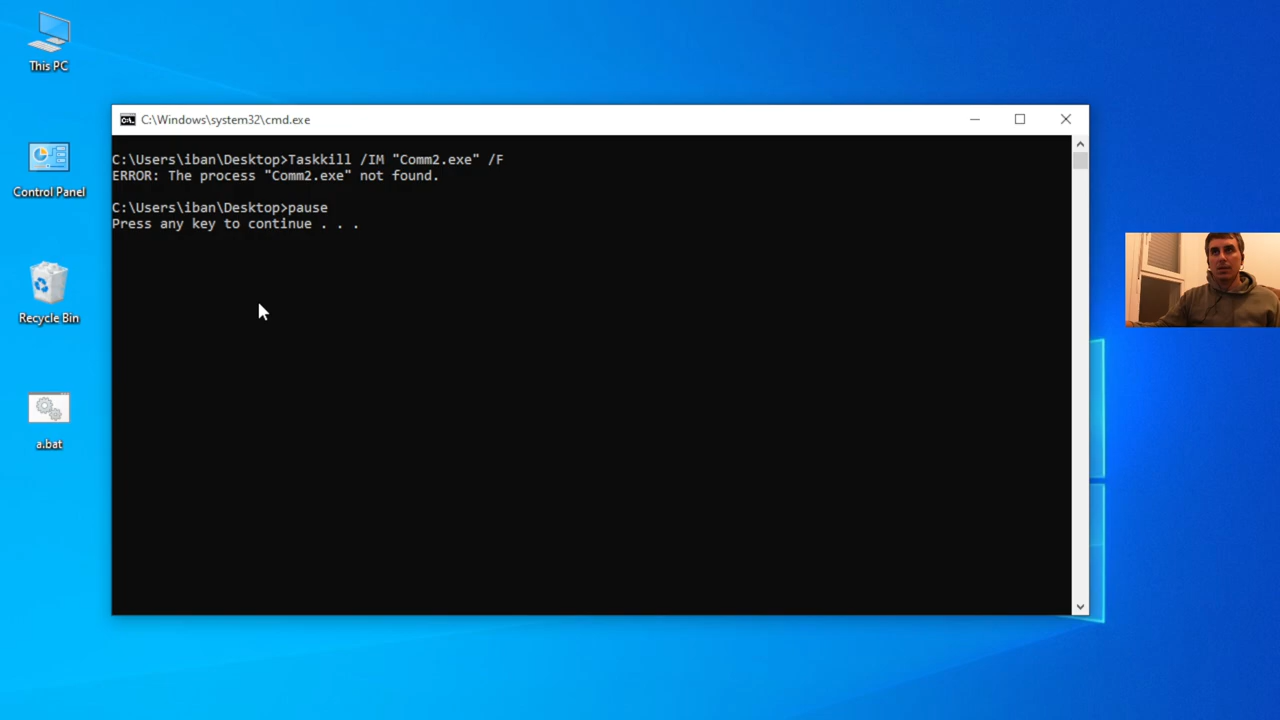 This PC
Control Panel
Recycle Bin
a.bat
C:\Windows\system32\cmd.exe
C:\Users\iban\Desktop>Taskkill /IM "Comm2.exe" /F
ERROR: The process "Comm2.exe" not found.
C:\Users\iban\Desktop>pause
Press any key to continue . . .